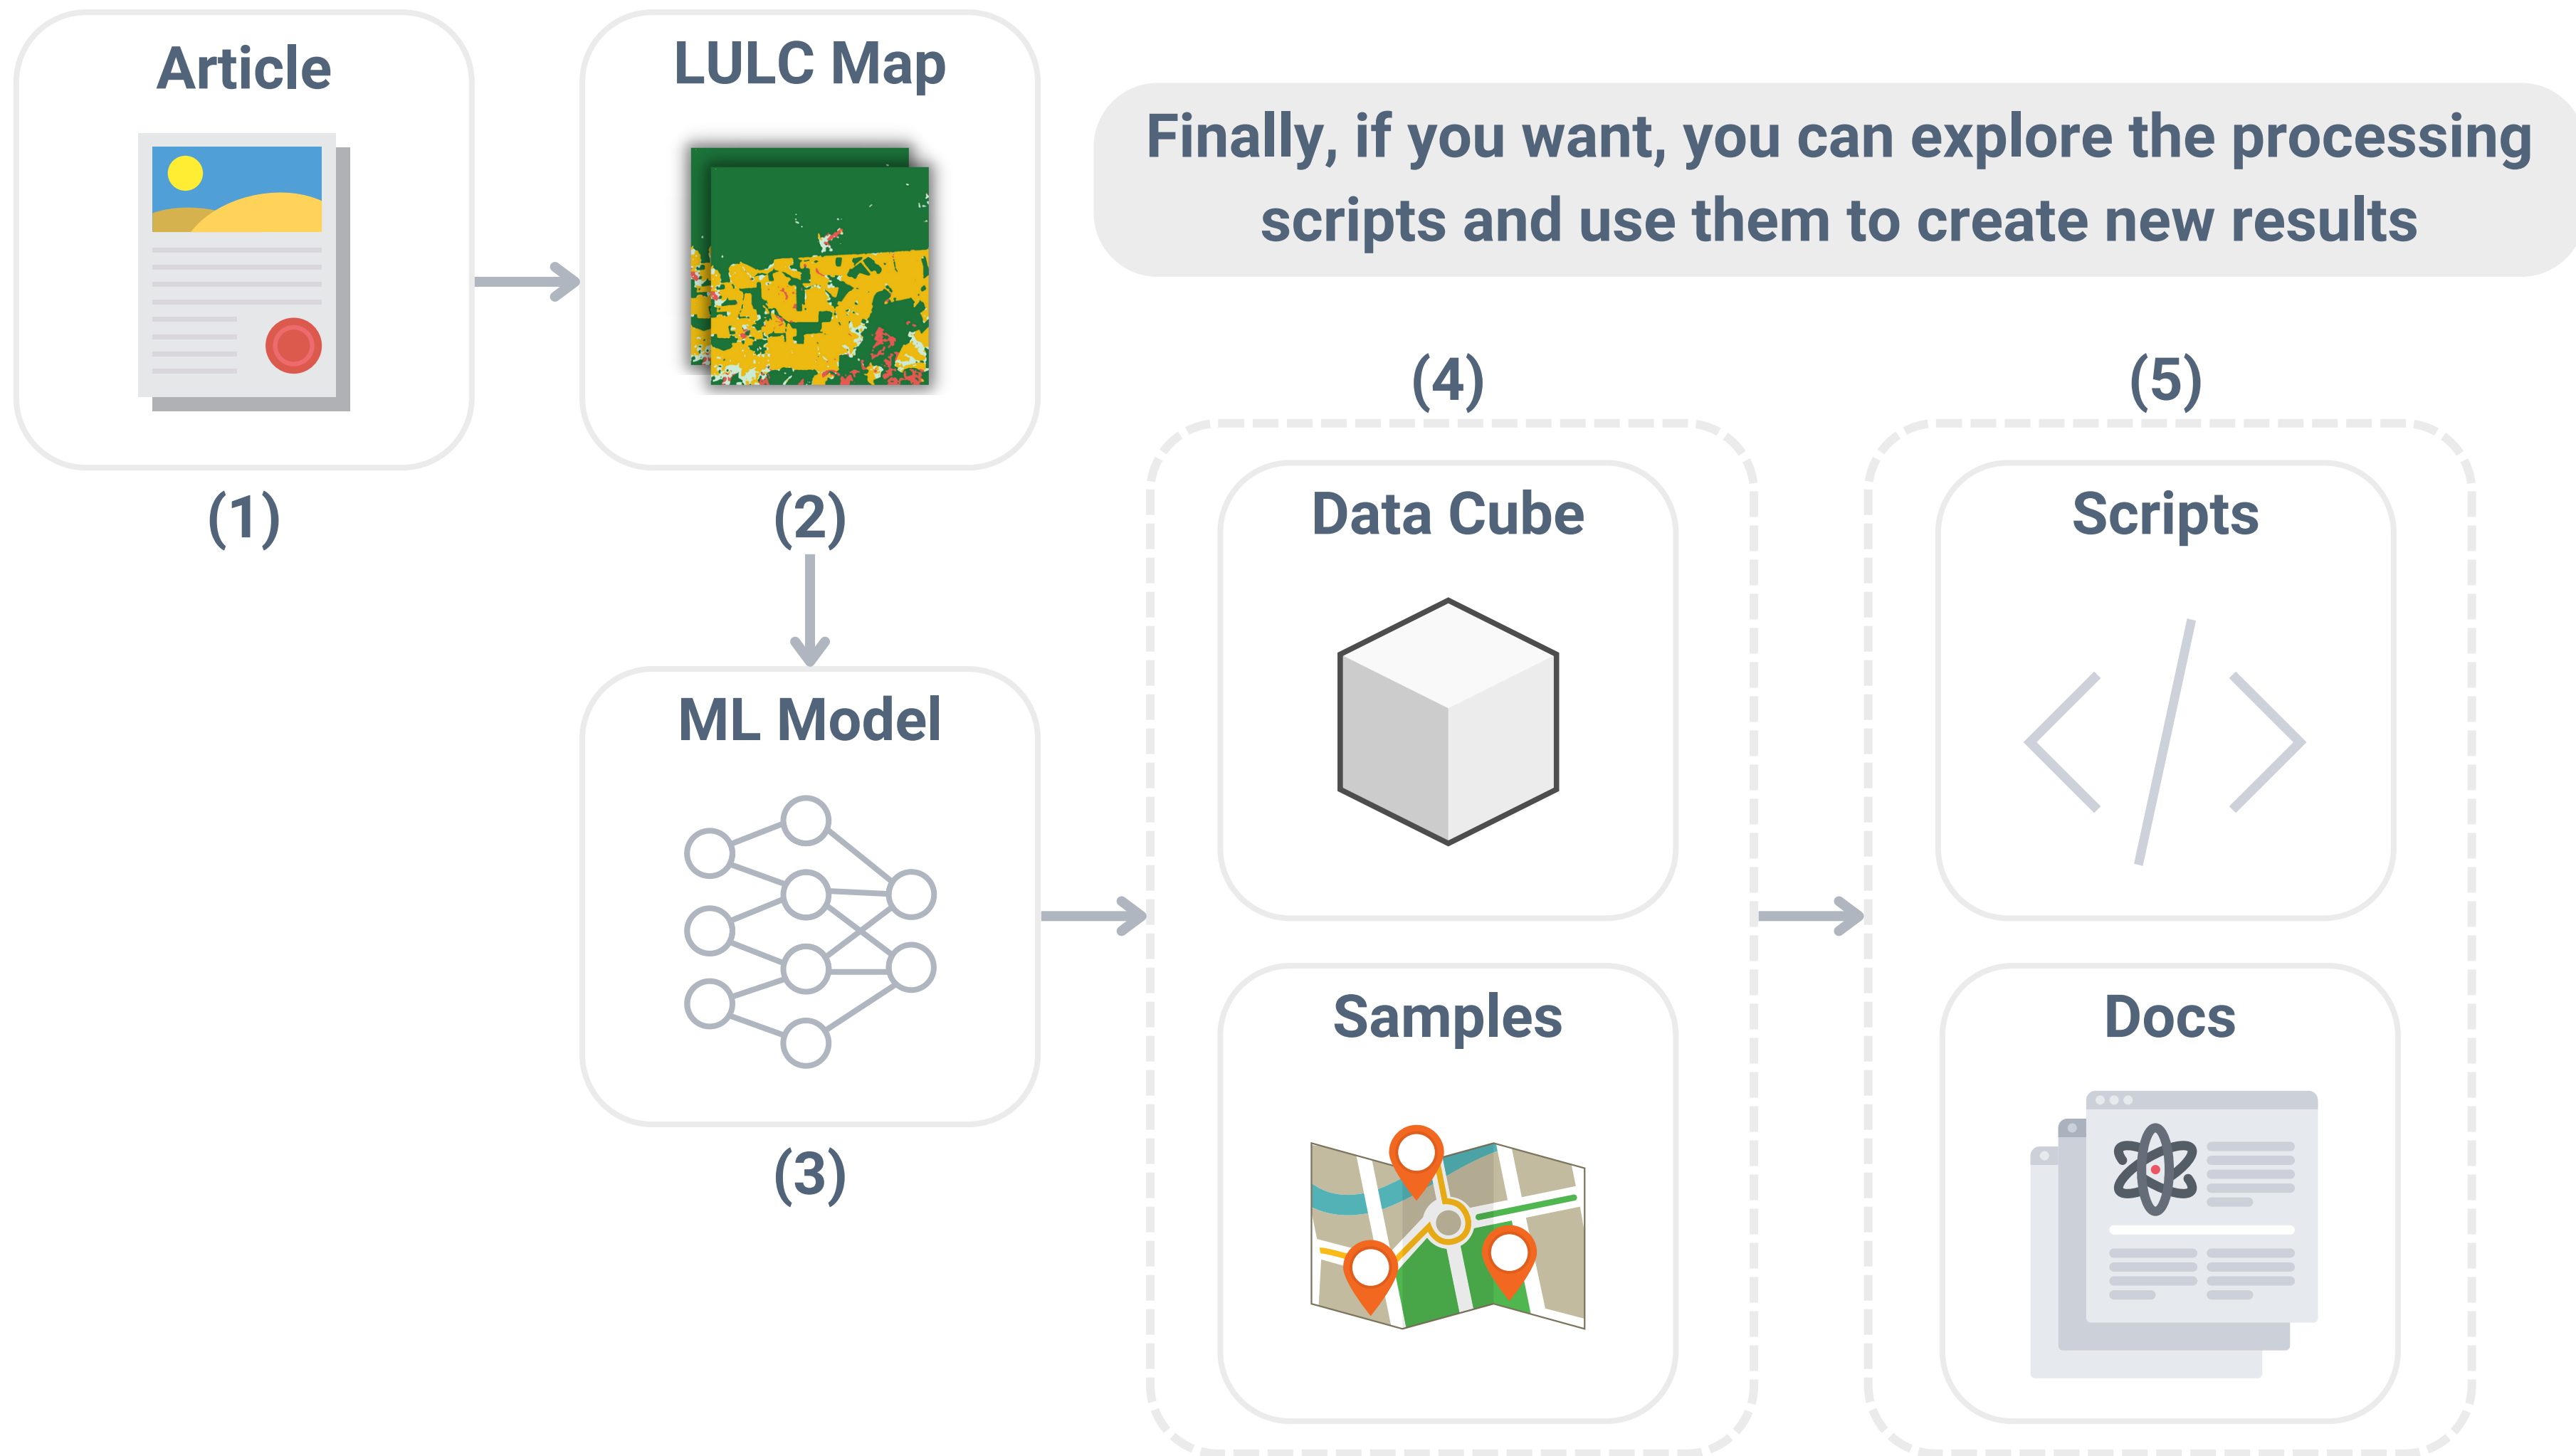 Article
(1)
LULC Map
(2)
Finally, if you want, you can explore the processing
scripts and use them to create new results
ML Model
(3)
(4)
Data Cube
Samples
(5)
Scripts
Docs